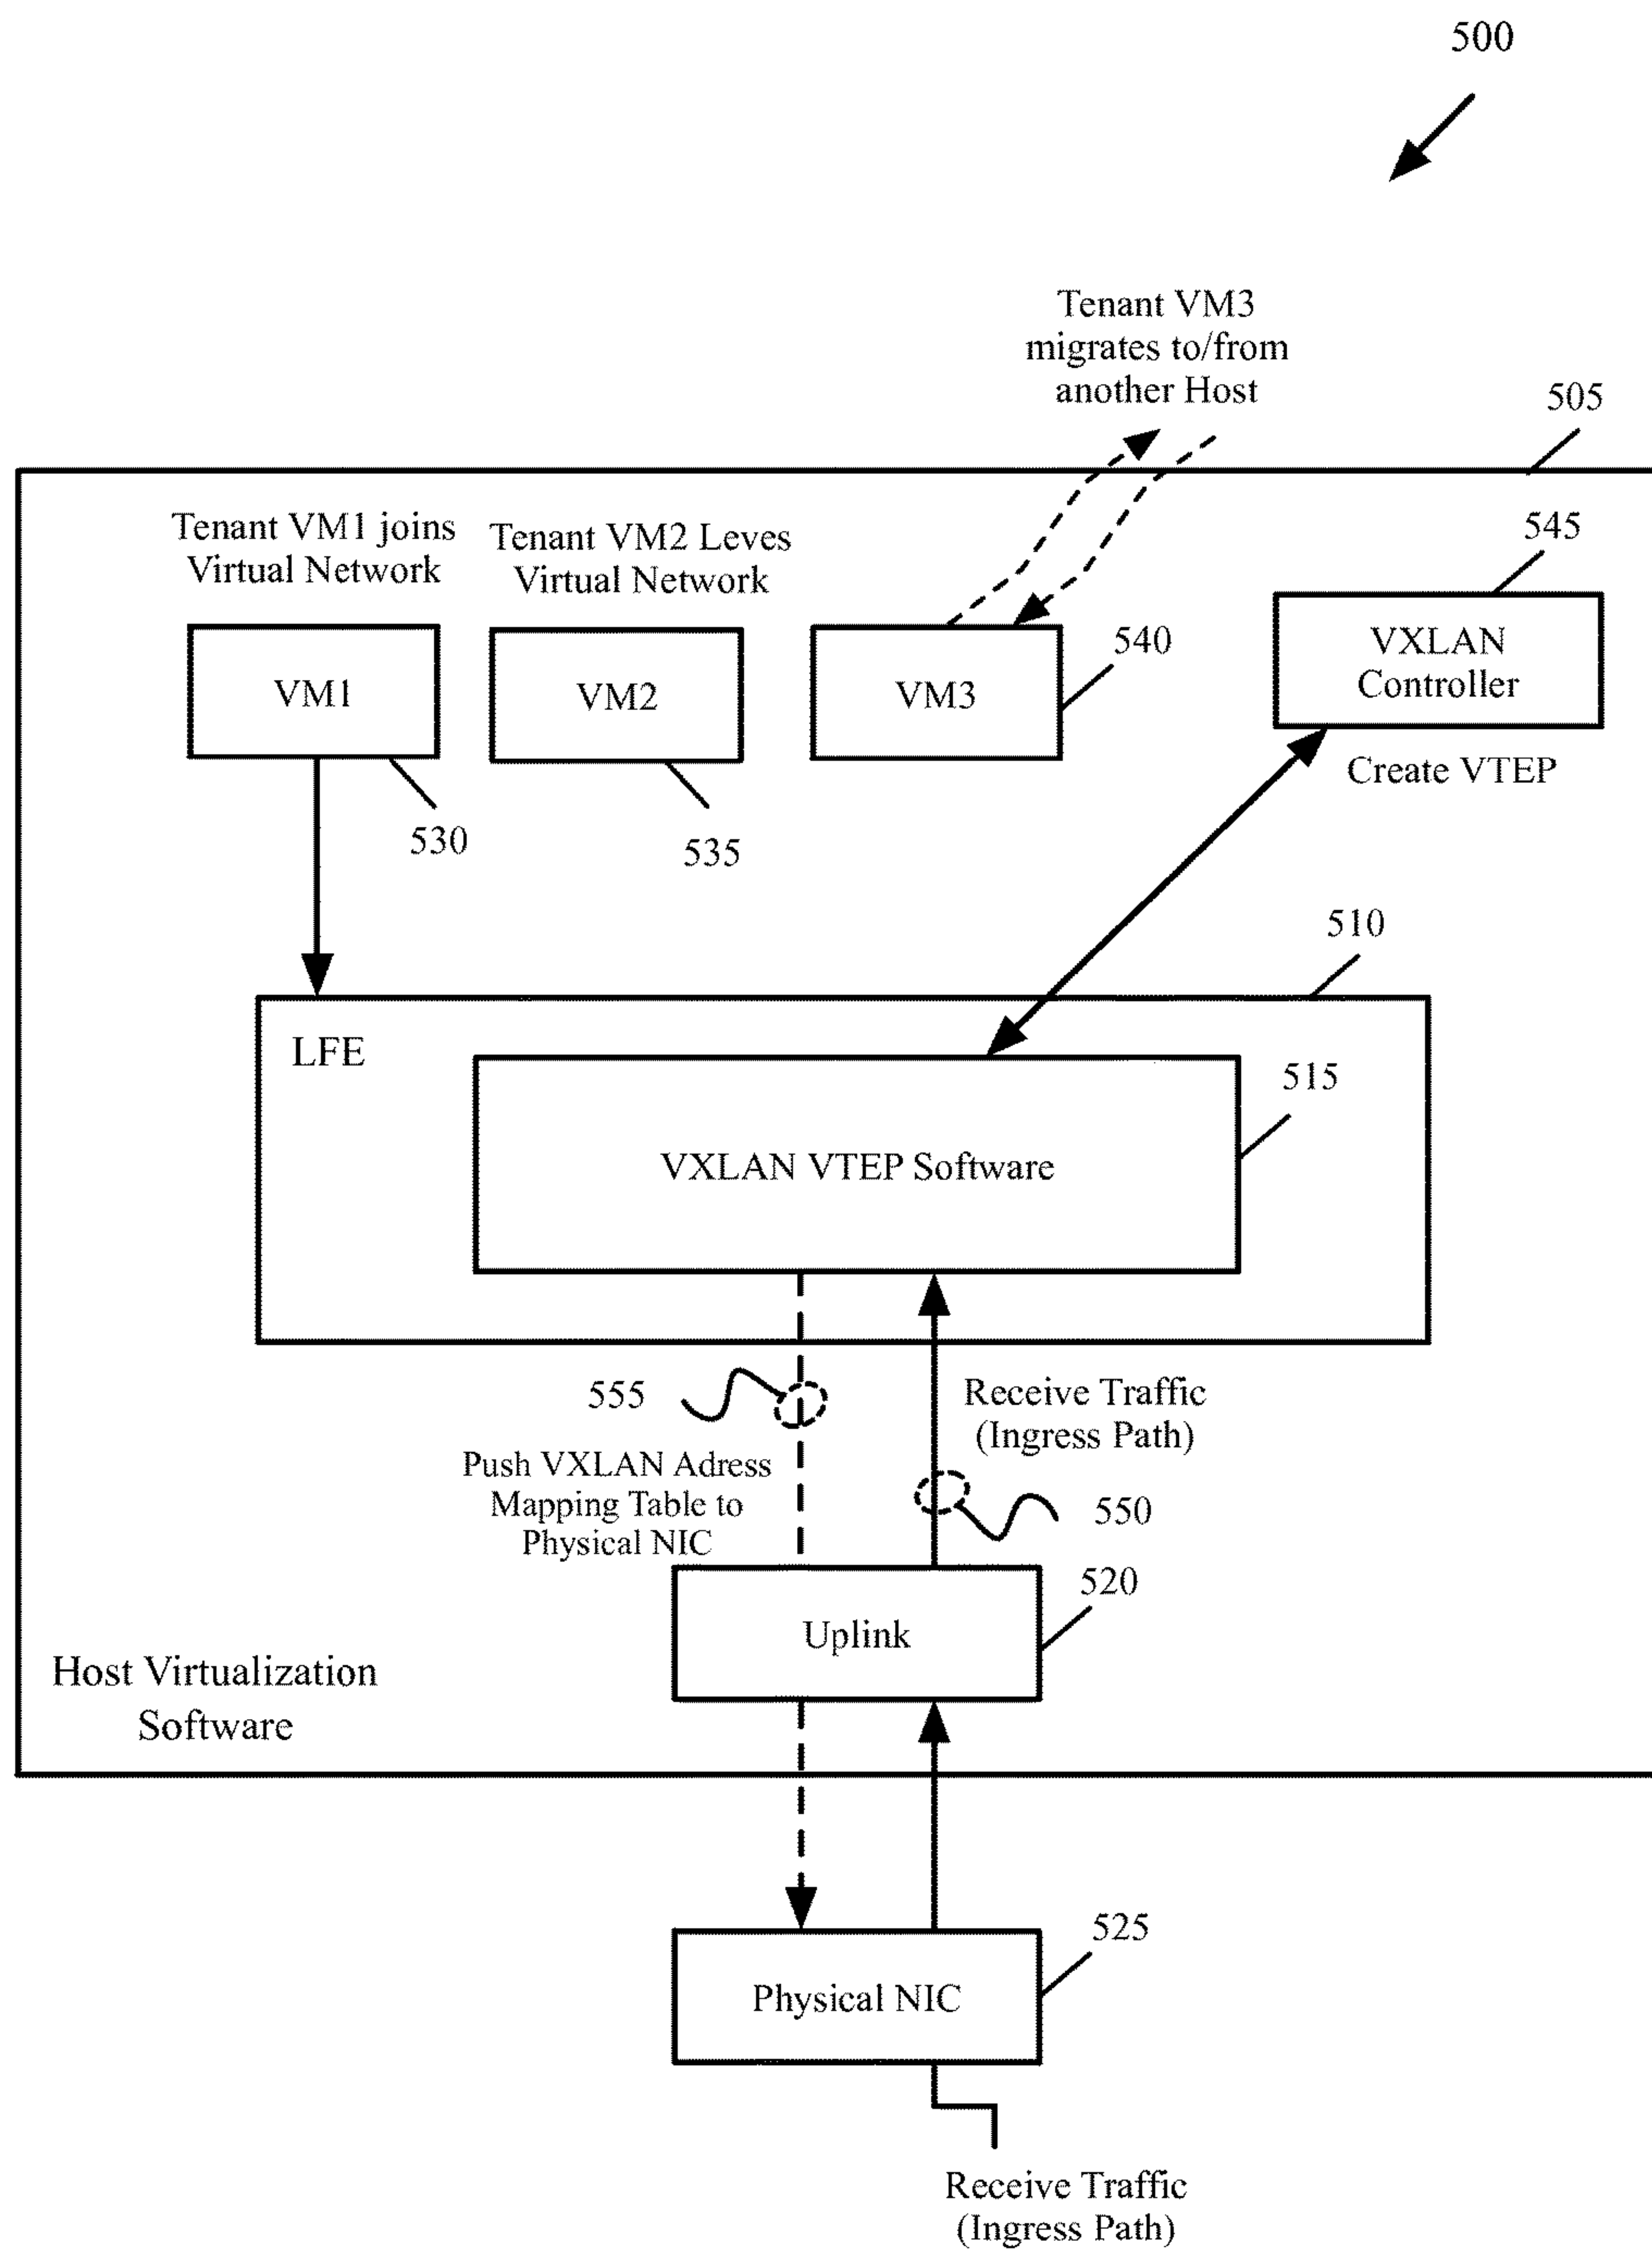 500
Tenant VM3
migrates to/from
another Host
505
Tenant VM1 joins
Virtual Network
Tenant VM2 Leves
Virtual Network
545
VM1
VM2
VM3
540
VXLAN
Controller
Create VTEP
530
535
510
LFE
515
VXLAN VTEP Software
555
Receive Traffic
(Ingress Path)
Push VXLAN Adress
Mapping Table to
Physical NIC
550
520
Uplink
Host Virtualization
Software
525
Physical NIC
Receive Traffic
(Ingress Path)